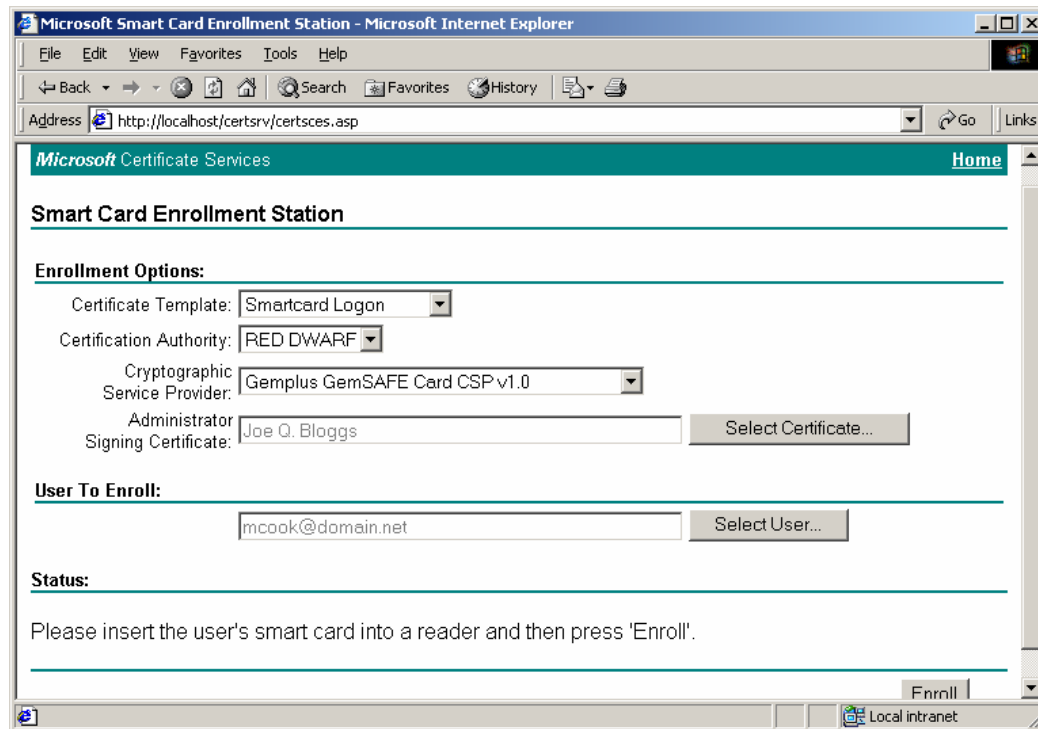 Microsoft Smart Card Enrollment Station - Microsoft Internet Explorer
File Edit View Favorites Tools Help
Back Search Favorites History
Address http://localhost/certsrv/certsces.asp Go Links
Microsoft Certificate Services Home
Smart Card Enrollment Station
Enrollment Options:
Certificate Template: Smartcard Logon
Certification Authority: RED DWARF
Cryptographic
Service Provider: Gemplus GemSAFE Card CSP v1.0
Administrator
Signing Certificate: Joe Q. Bloggs Select Certificate...
User To Enroll:
mcook@domain.net Select User...
Status:
Please insert the user's smart card into a reader and then press 'Enroll'.
Enroll
Local intranet